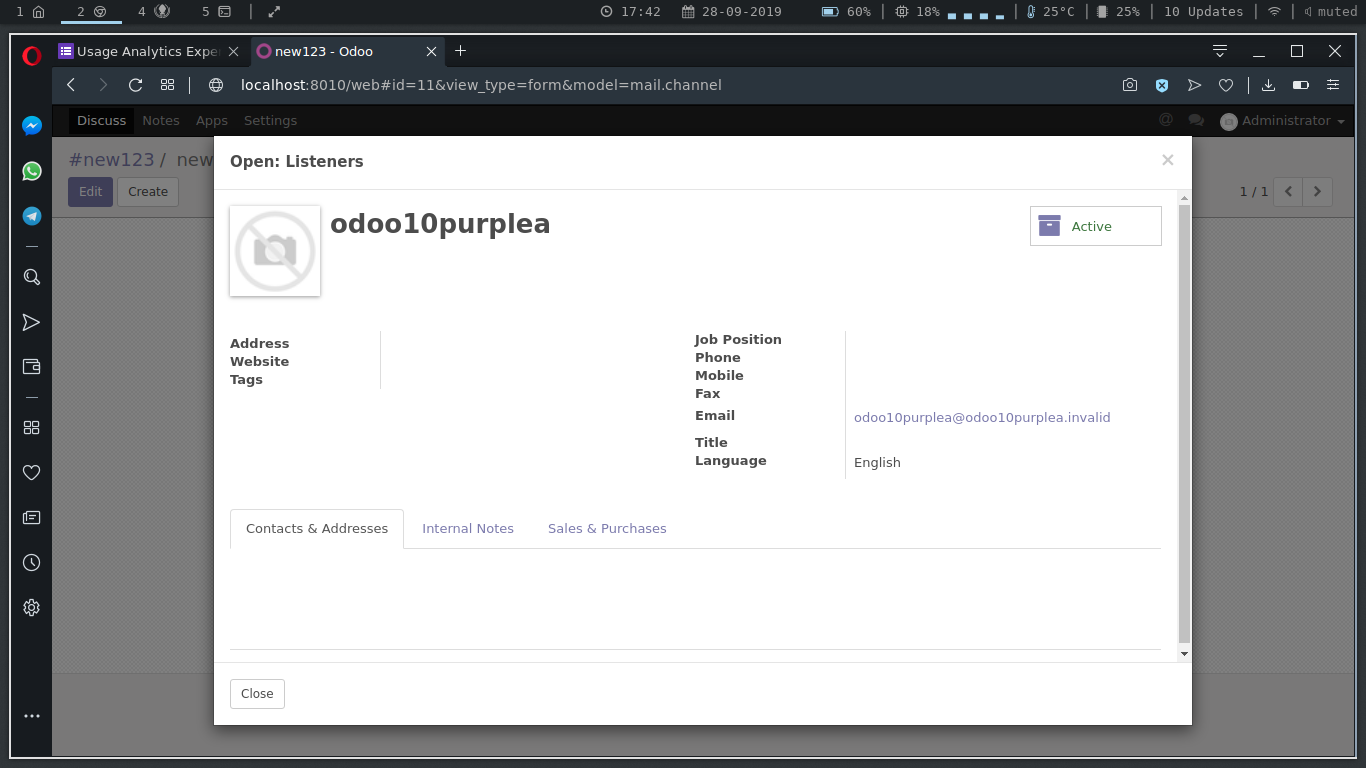 1 2 4 5 17:42 28-09-2019 60% 18% 25°C 25% 10 Updates muted
Usage Analytics Expe new123 - Odoo
localhost:8010/web#id=11&view_type=form&model=mail.channel
Discuss Notes Apps Settings Administrator
#new123 / new
Edit Create 1 / 1
Open: Listeners ×
odoo10purplea
Active
Address
Website
Tags
Job Position
Phone
Mobile
Fax
Email odoo10purplea@odoo10purplea.invalid
Title
Language English
Contacts & Addresses Internal Notes Sales & Purchases
Close